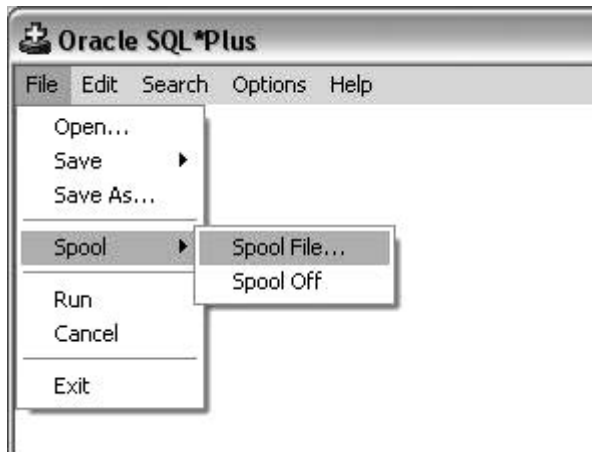 Oracle SQL*Plus
File Edit Search Options Help
Open...
Save
Save As...
Spool
Spool File...
Spool Off
Run
Cancel
Exit